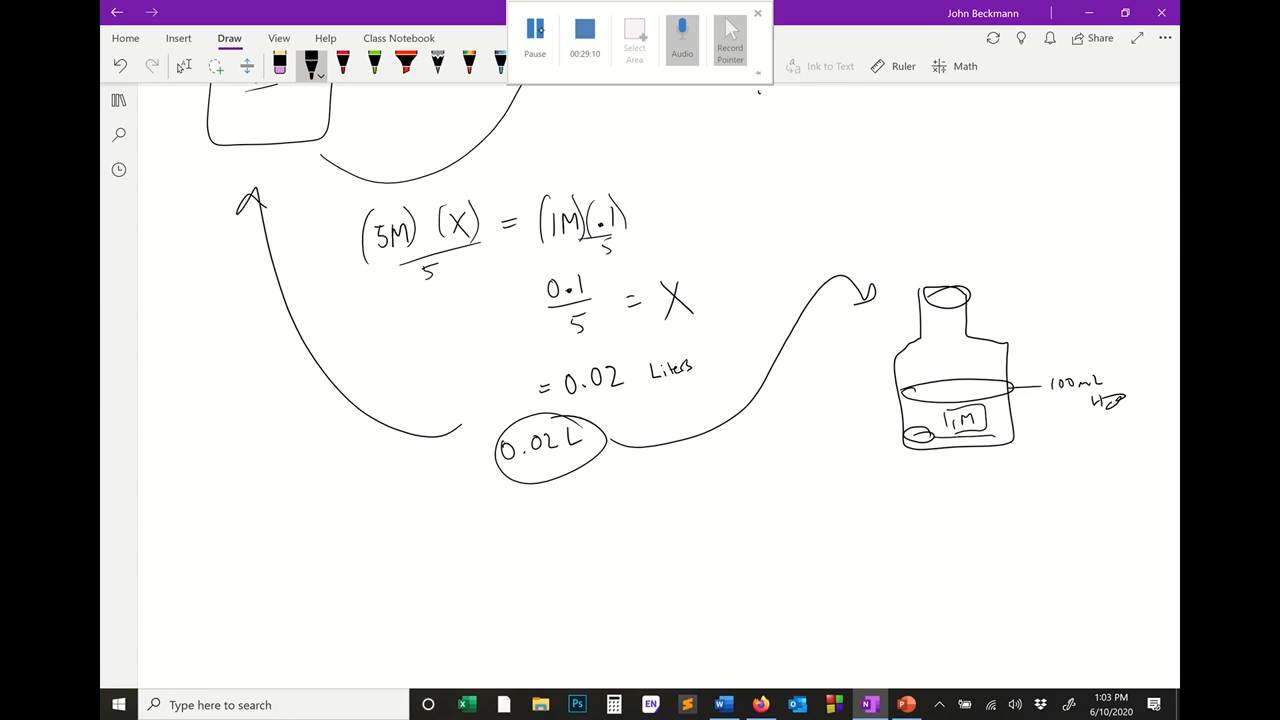 John Beckmann
Home Insert Draw View Help Class Notebook
Pause
00:29:10
Select Area
Audio
Record Pointer
Share
Ink to Text Ruler Math
(5M) (X) = (1M)(.1)
5 5
0.1
5 = X
= 0.02 Liters
0.02 L
100 mL
1M
Type here to search
1:03 PM
6/10/2020